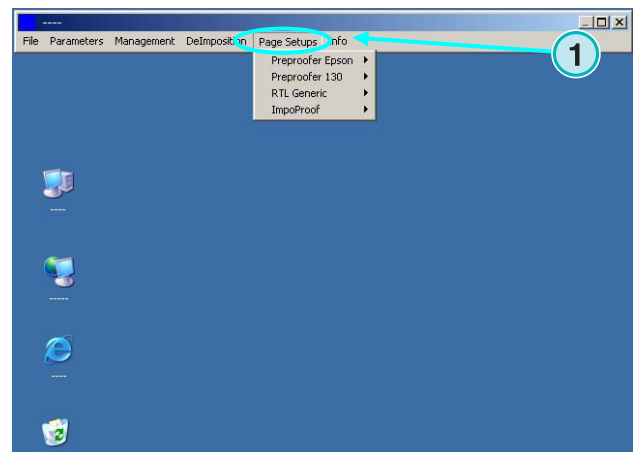 ----
File Parameters Management DeImposition Page Setups Info
1
Preproofer Epson
Preproofer 130
RTL Generic
ImpoProof
----
-----
----